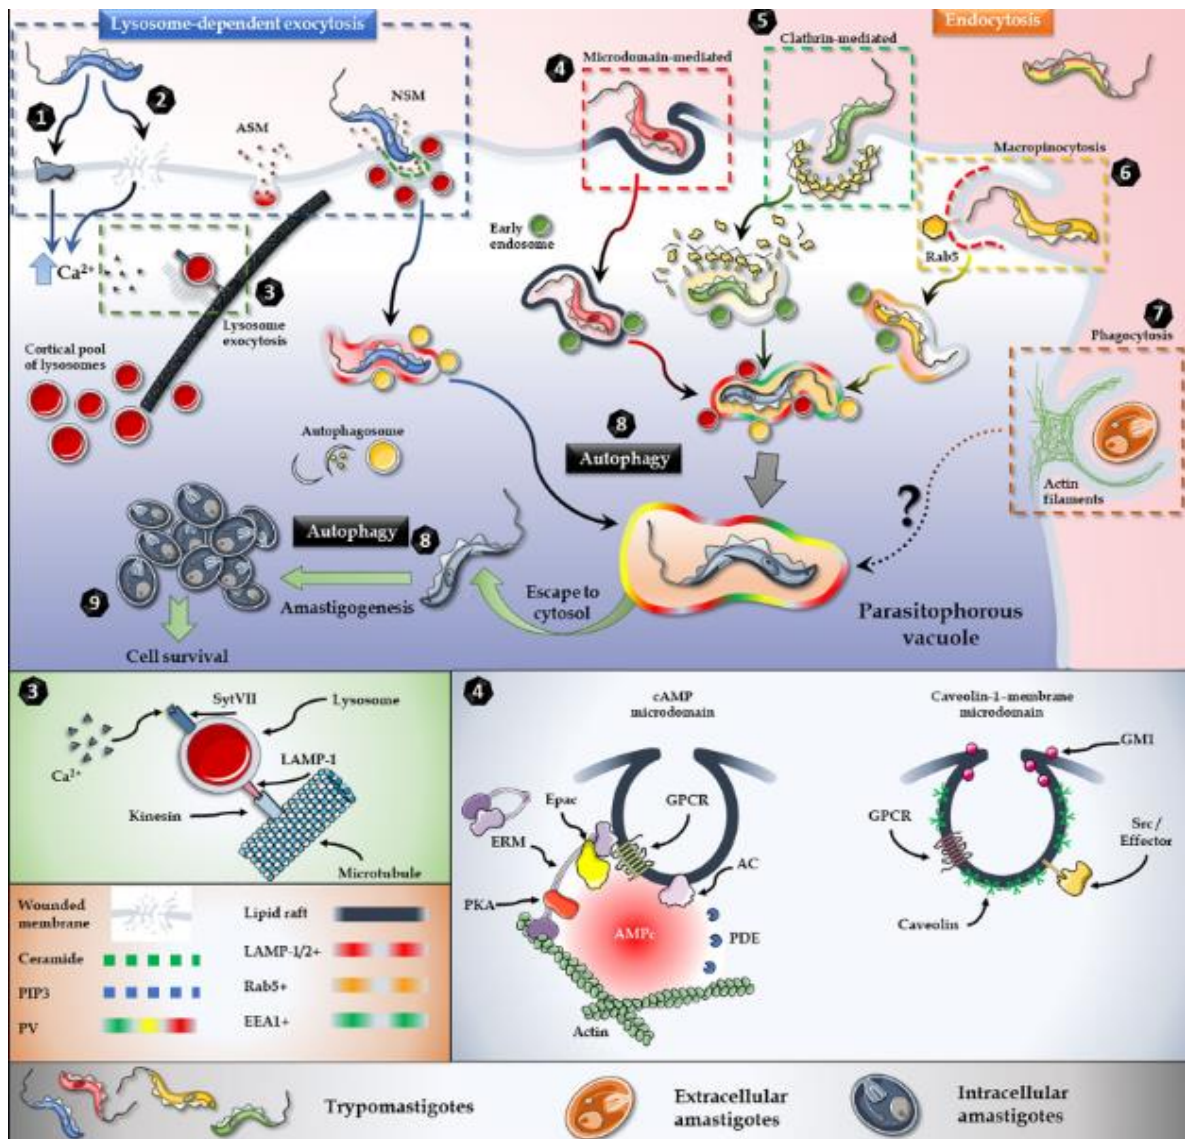 Lysosome-dependent exocytosis
Endocytosis
5
Clathrin-mediated
4
Microdomain-mediated
1
2
NSM
ASM
Macropinocytosis
6
Rab5
Early
endosome
Ca2+
3
Lysosome
exocytosis
7
Phagocytosis
Cortical pool
of lysosomes
Autophagosome
8
Autophagy
Actin
filaments
?
Autophagy
8
9
Amastigogenesis
Escape to
cytosol
Parasitophorous
vacuole
Cell survival
3
SytVII
Lysosome
Ca2+
LAMP-1
Kinesin
Microtubule
4
cAMP
microdomain
Caveolin-1-membrane
microdomain
GM1
Epac
GPCR
ERM
AC
PKA
AMPc
PDE
Actin
GPCR
Src/
Effector
Caveolin
Wounded
membrane
Ceramide
PIP3
PV
Lipid raft
LAMP-1/2+
Rab5+
EEA1+
Trypomastigotes
Extracellular
amastigotes
Intracellular
amastigotes